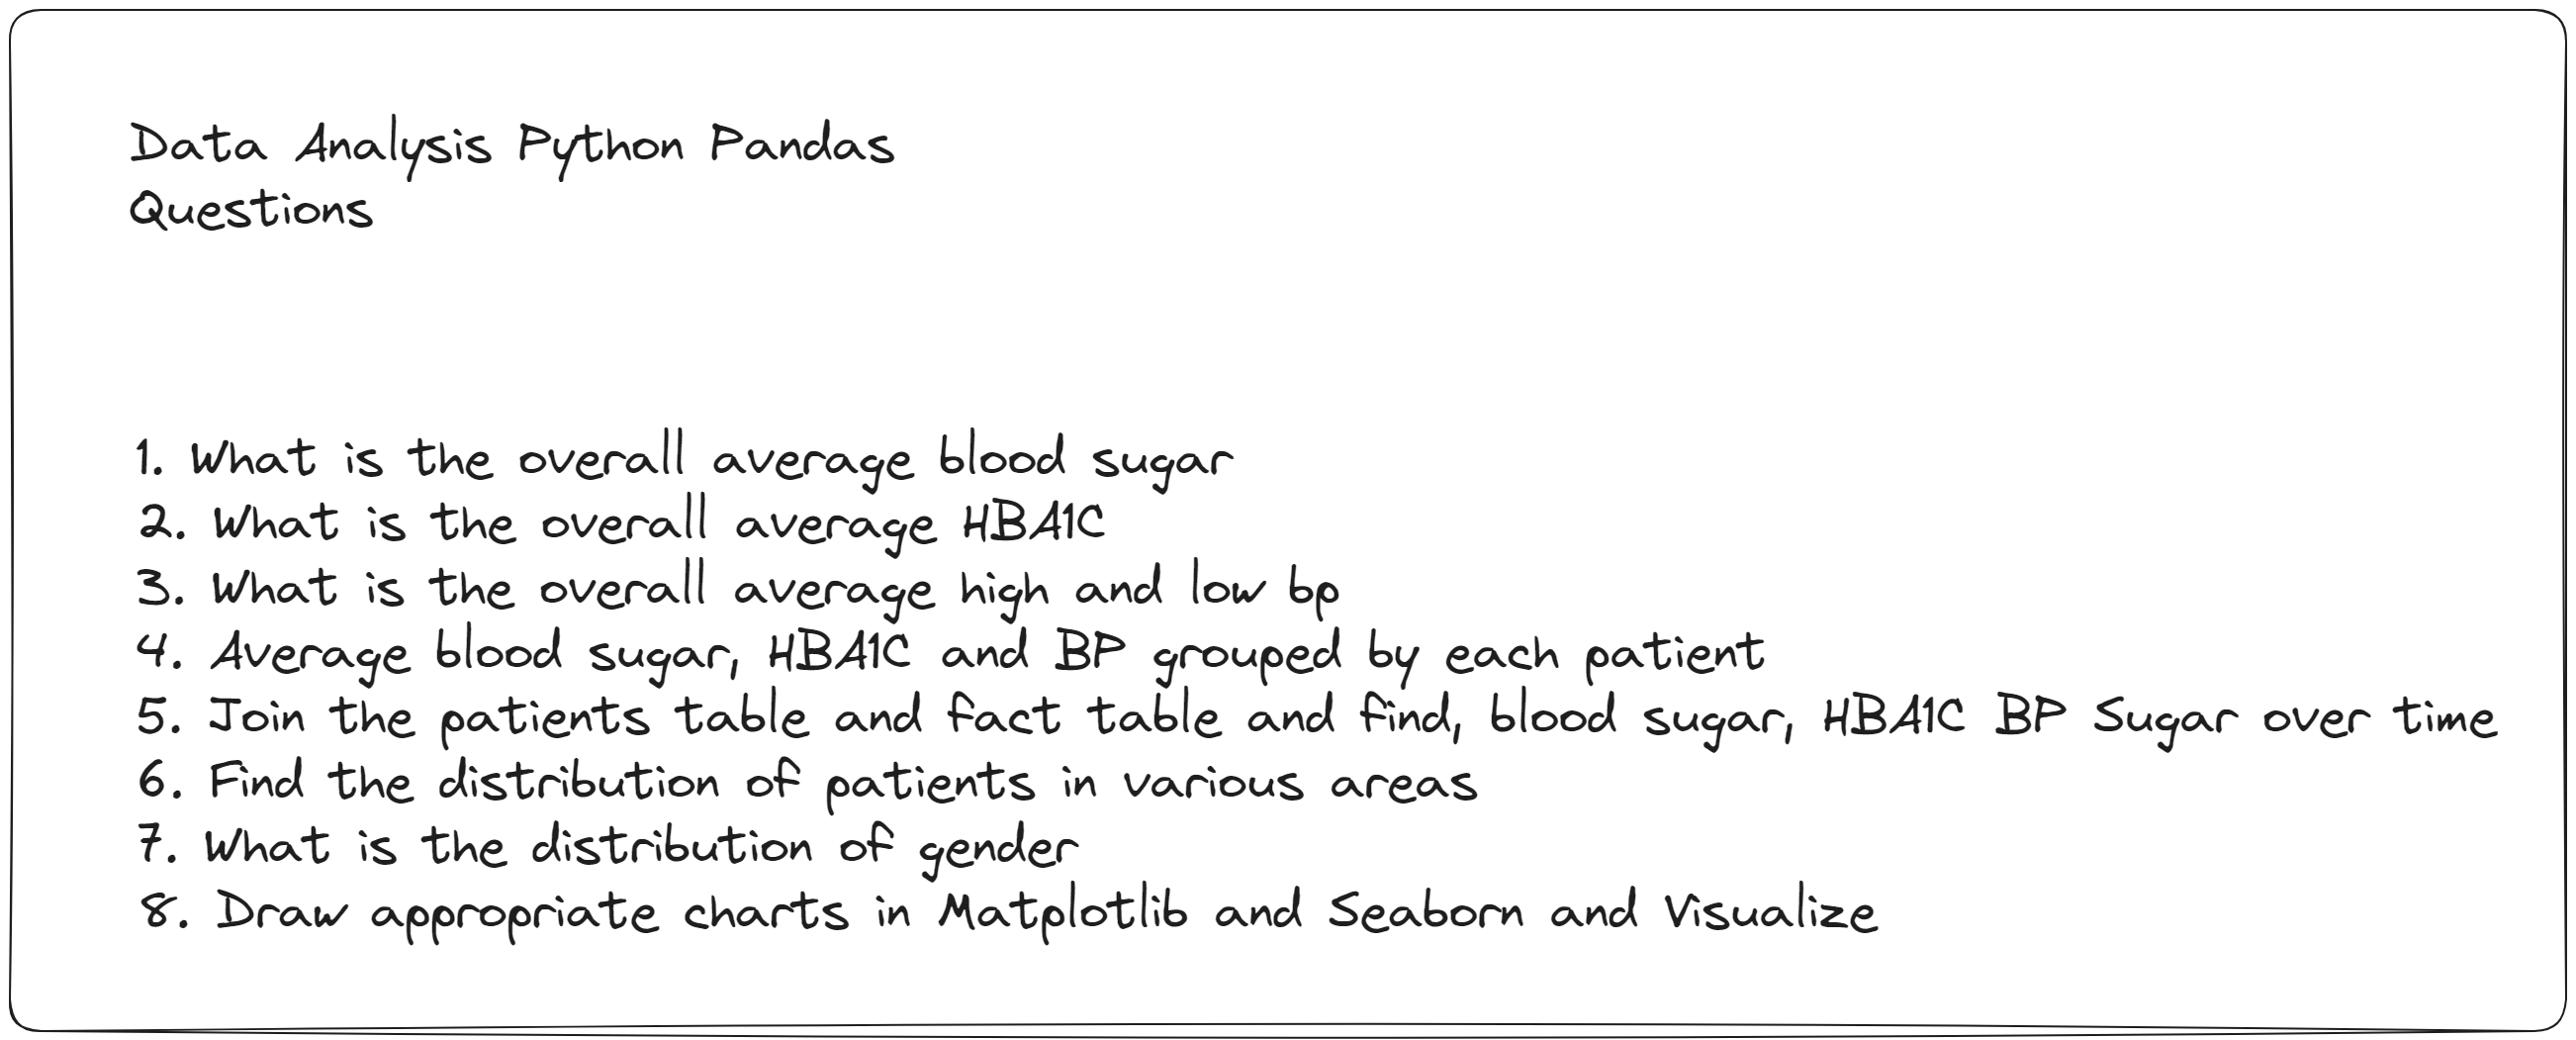 Data Analysis Python Pandas
Questions
1. What is the overall average blood sugar
2. What is the overall average HBA1C
3. What is the overall average high and low bp
4. Average blood sugar, HBA1C and BP grouped by each patient
5. Join the patients table and fact table and find, blood sugar, HBA1C BP Sugar over time
6. Find the distribution of patients in various areas
7. What is the distribution of gender
8. Draw appropriate charts in Matplotlib and Seaborn and Visualize